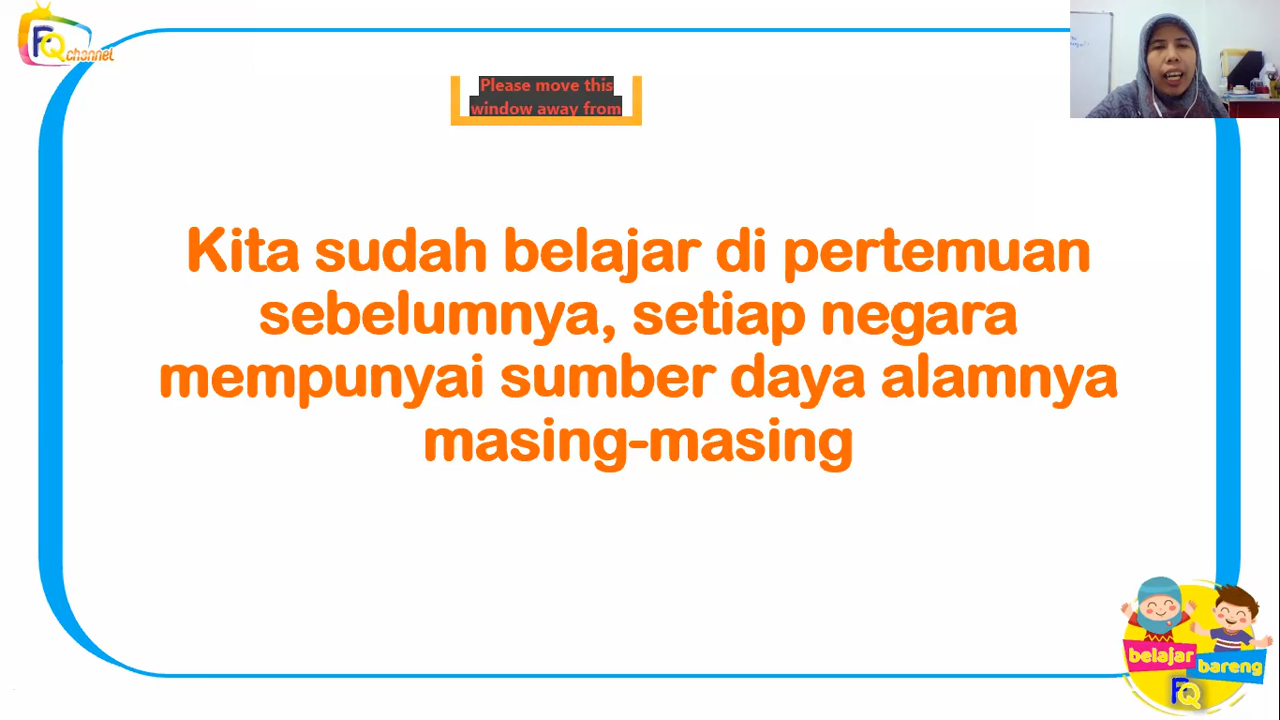 FQ channel
Please move this
window away from
Kita sudah belajar di pertemuan
sebelumnya, setiap negara
mempunyai sumber daya alamnya
masing-masing
belajar
bareng
FQ